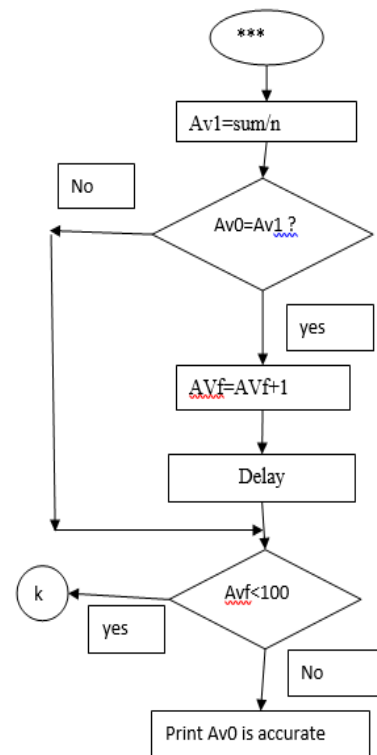 ***
Av1=sum/n
No
Av0=Av1 ?
yes
AVf=AVf+1
Delay
Avf<100
k
yes
No
Print Av0 is accurate